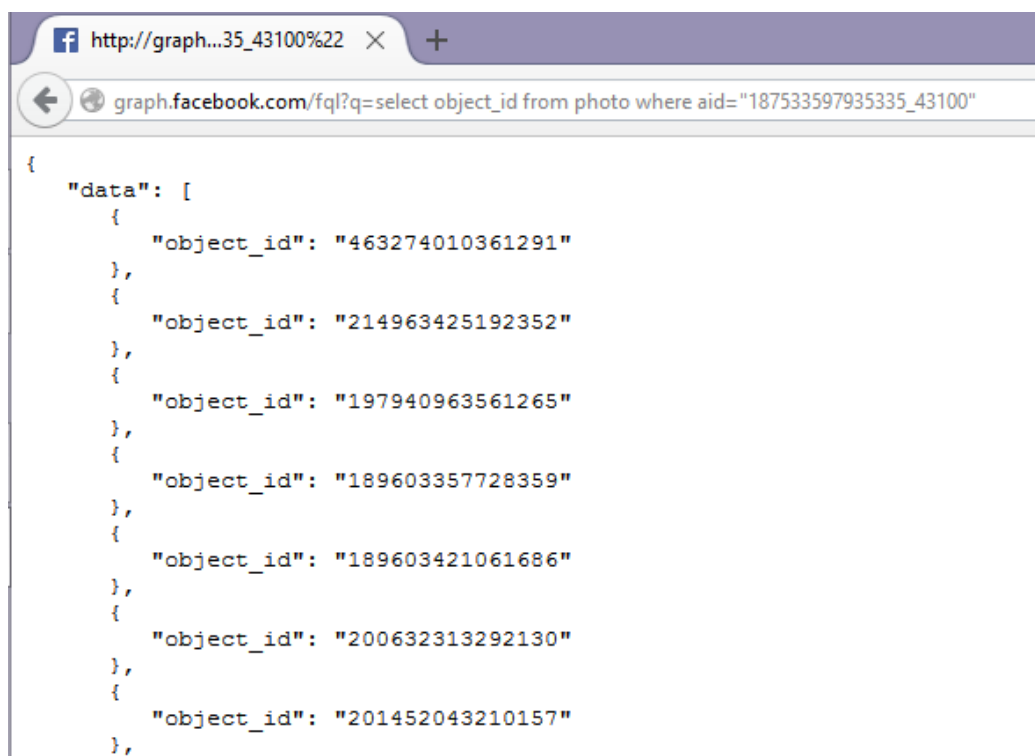 http://graph...35_43100%22
graph.facebook.com/fql?q=select object_id from photo where aid="187533597935335_43100"
{
"data": [
{
"object_id": "463274010361291"
},
{
"object_id": "214963425192352"
},
{
"object_id": "197940963561265"
},
{
"object_id": "189603357728359"
},
{
"object_id": "189603421061686"
},
{
"object_id": "200632313292130"
},
{
"object_id": "201452043210157"
},